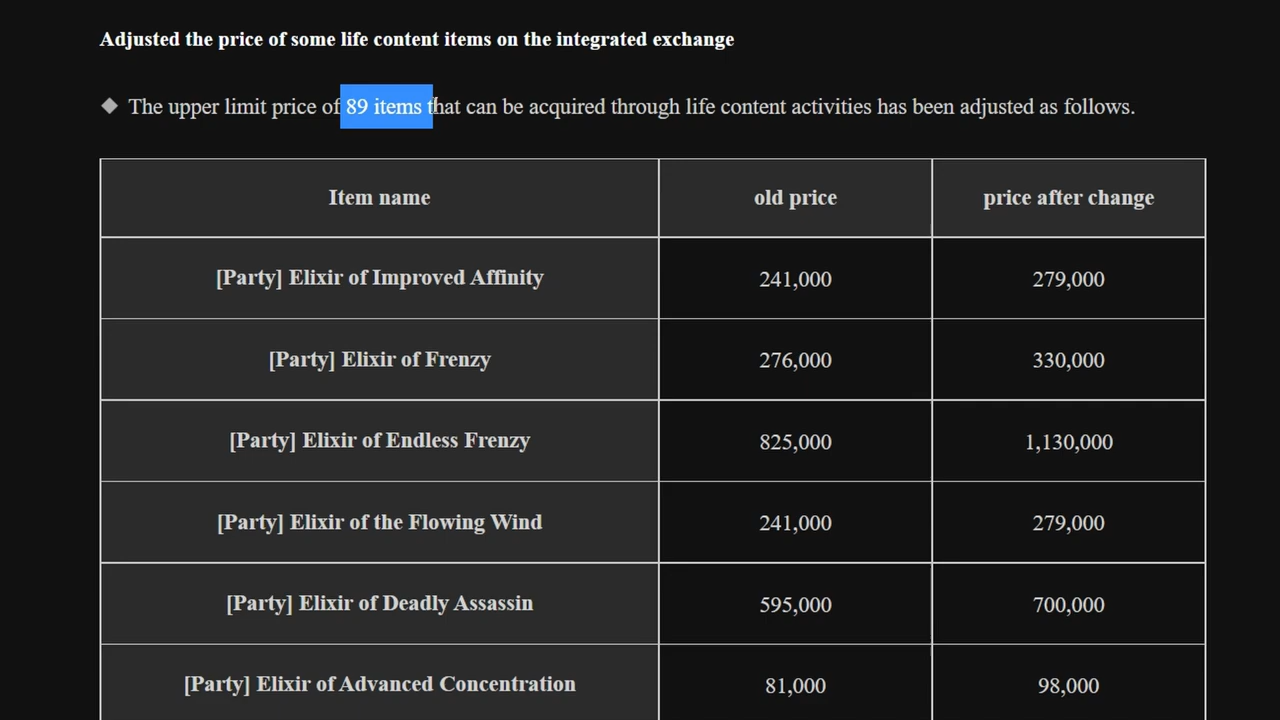 Adjusted the price of some life content items on the integrated exchange
The upper limit price of 89 items that can be acquired through life content activities has been adjusted as follows.
Item name old price price after change
[Party] Elixir of Improved Affinity 241,000 279,000
[Party] Elixir of Frenzy 276,000 330,000
[Party] Elixir of Endless Frenzy 825,000 1,130,000
[Party] Elixir of the Flowing Wind 241,000 279,000
[Party] Elixir of Deadly Assassin 595,000 700,000
[Party] Elixir of Advanced Concentration 81,000 98,000